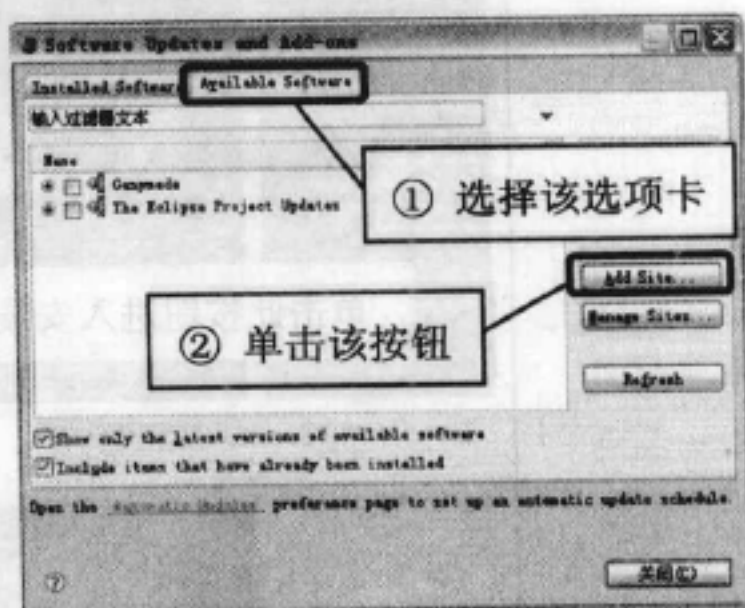 Software Updates and Add-ons
Installed Software Available Software
输入过滤器文本
Name
Ganymede
The Eclipse Project Updates
① 选择该选项卡
Add Site...
② 单击该按钮
Manage Sites...
Refresh
Show only the latest versions of available software
Include items that have already been installed
Open the Automatic Updates preference page to set up an automatic update schedule.
关闭(C)